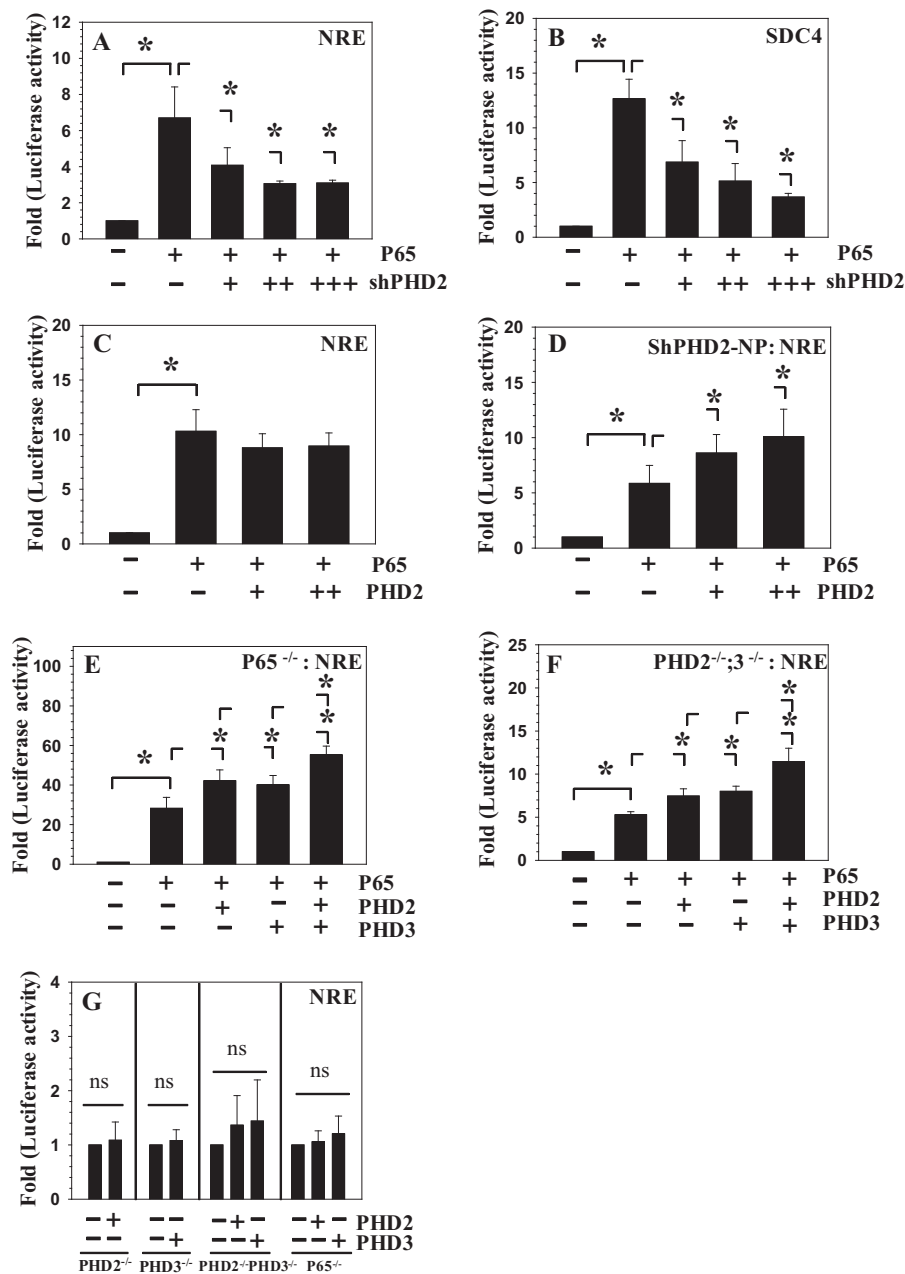 A NRE
Fold (Luciferase activity)
12
10
8
6
4
2
0
* * * *
− + + + + P65
− − + ++ +++ shPHD2
B SDC4
Fold (Luciferase activity)
20
15
10
5
0
* * * *
− + + + + P65
− − + ++ +++ shPHD2
C NRE
Fold (Luciferase activity)
20
15
10
5
0
*
− + + + P65
− − + ++ PHD2
D ShPHD2-NP: NRE
Fold (Luciferase activity)
20
15
10
5
0
* * *
− + + + P65
− − + ++ PHD2
E P65 -/- : NRE
Fold (Luciferase activity)
100
80
60
40
20
0
*
* * * *
− + + + + P65
− − + − + PHD2
− − − + + PHD3
F PHD2-/-;3 -/- : NRE
Fold (Luciferase activity)
25
20
15
10
5
0
*
* * * *
− + + + + P65
− − + − + PHD2
− − − + + PHD3
G NRE
Fold (Luciferase activity)
4
3
2
1
0
ns ns ns ns
− + − − − + − − + − PHD2
− − − + − − + − − + PHD3
PHD2-/- PHD3-/- PHD2-/-PHD3-/- P65-/-